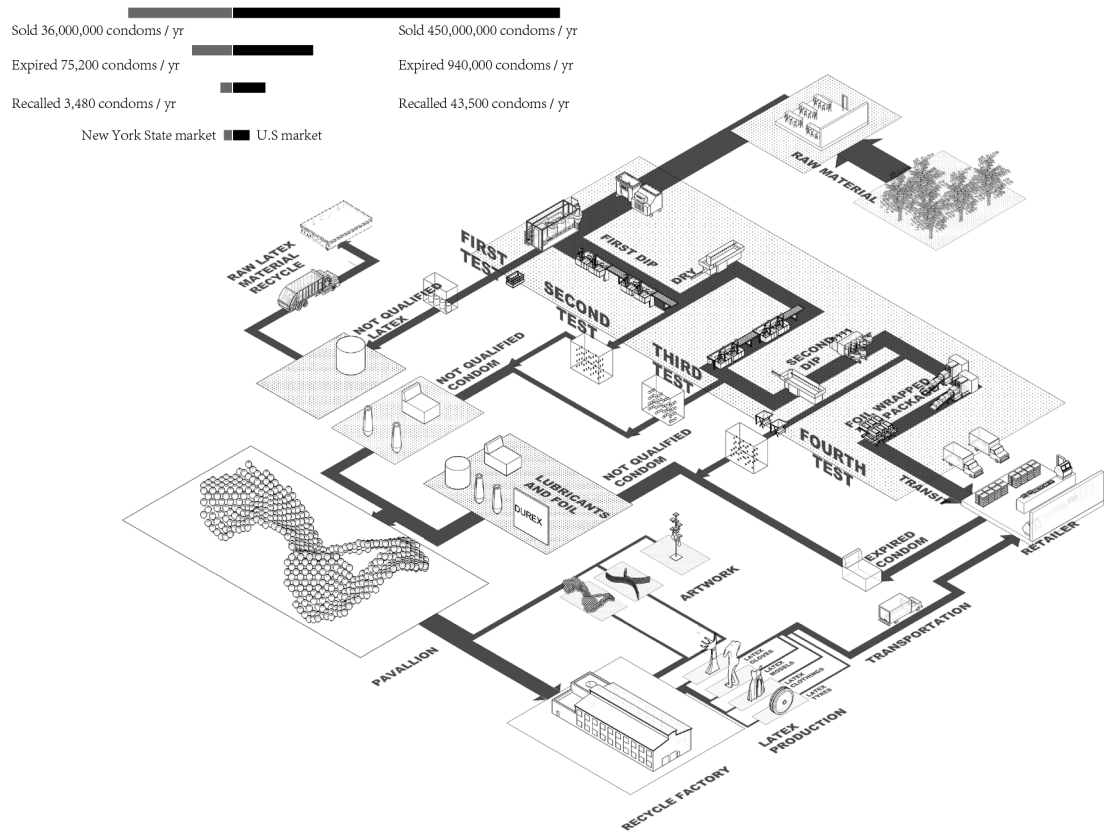 Sold 36,000,000 condoms / yr
Sold 450,000,000 condoms / yr
Expired 75,200 condoms / yr
Expired 940,000 condoms / yr
Recalled 3,480 condoms / yr
Recalled 43,500 condoms / yr
New York State market
U.S market
RAW MATERIAL
FIRST
TEST
FIRST DIP
DRY
RAW LATEX
MATERIAL
RECYCLE
NOT QUALIFIED
LATEX
SECOND
TEST
NOT QUALIFIED
CONDOM
THIRD
TEST
SECOND
DIP
FOIL WRAPPED
PACKAGE
NOT QUALIFIED
CONDOM
FOURTH
TEST
TRANSIT
RETAILER
LUBRICANTS
AND FOIL
DUREX
EXPIRED
CONDOM
ARTWORK
TRANSPORTATION
PAVALLION
LATEX
GLOVES
LATEX
MODELS
LATEX
CLOTHINGS
LATEX
TYRES
LATEX
PRODUCTION
RECYCLE FACTORY